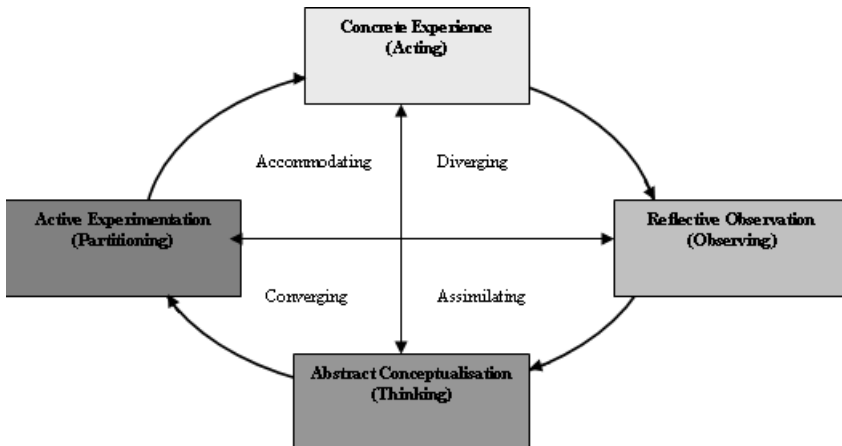 Concrete Experience
(Acting)
Accommodating
Diverging
Active Experimentation
(Partitioning)
Reflective Observation
(Observing)
Converging
Assimilating
Abstract Conceptualisation
(Thinking)